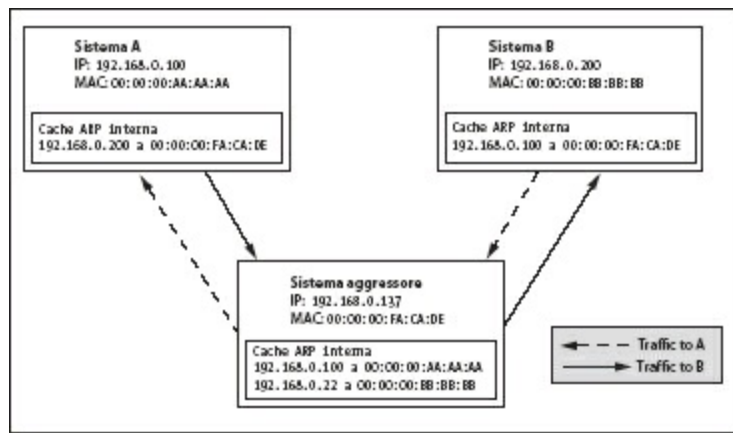 Sistema A
IP: 192.168.0.100
MAC: 00:00:00:AA:AA:AA
Cache ARP interna
192.168.0.200 a 00:00:00:FA:CA:DE
Sistema B
IP: 192.168.0.200
MAC: 00:00:00:BB:BB:BB
Cache ARP interna
192.168.0.100 a 00:00:00:FA:CA:DE
Sistema aggressore
IP: 192.168.0.137
MAC: 00:00:00:FA:CA:DE
Cache ARP interna
192.168.0.100 a 00:00:00:AA:AA:AA
192.168.0.22 a 00:00:00:BB:BB:BB
Traffic to A
Traffic to B